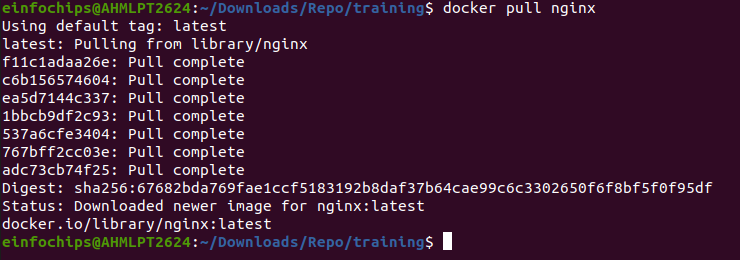 einfochips@AHMLPT2624:~/Downloads/Repo/training$ docker pull nginx
Using default tag: latest
latest: Pulling from library/nginx
f11c1adaa26e: Pull complete
c6b156574604: Pull complete
ea5d7144c337: Pull complete
1bbcb9df2c93: Pull complete
537a6cfe3404: Pull complete
767bff2cc03e: Pull complete
adc73cb74f25: Pull complete
Digest: sha256:67682bda769fae1ccf5183192b8daf37b64cae99c6c3302650f6f8bf5f0f95df
Status: Downloaded newer image for nginx:latest
docker.io/library/nginx:latest
einfochips@AHMLPT2624:~/Downloads/Repo/training$